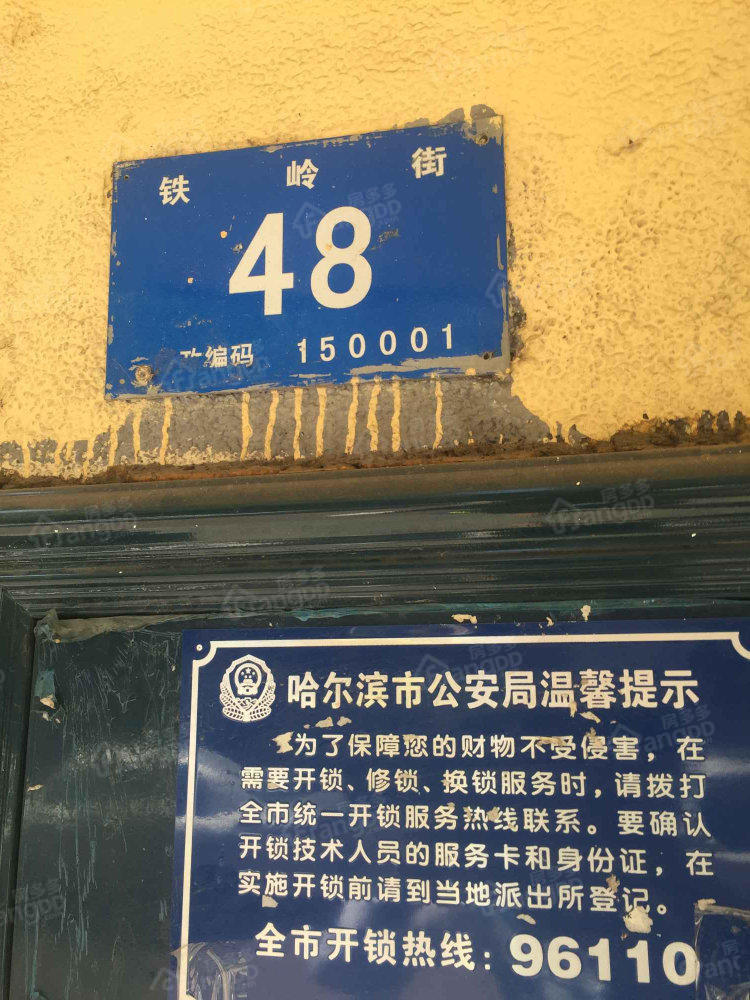 铁岭街
48
编码 150001
哈尔滨市公安局温馨提示
为了保障您的财物不受侵害，在
需要开锁、修锁、换锁服务时，请拨打
全市统一开锁服务热线联系。要确认
开锁技术人员的服务卡和身份证，在
实施开锁前请到当地派出所登记。
全市开锁热线：96110